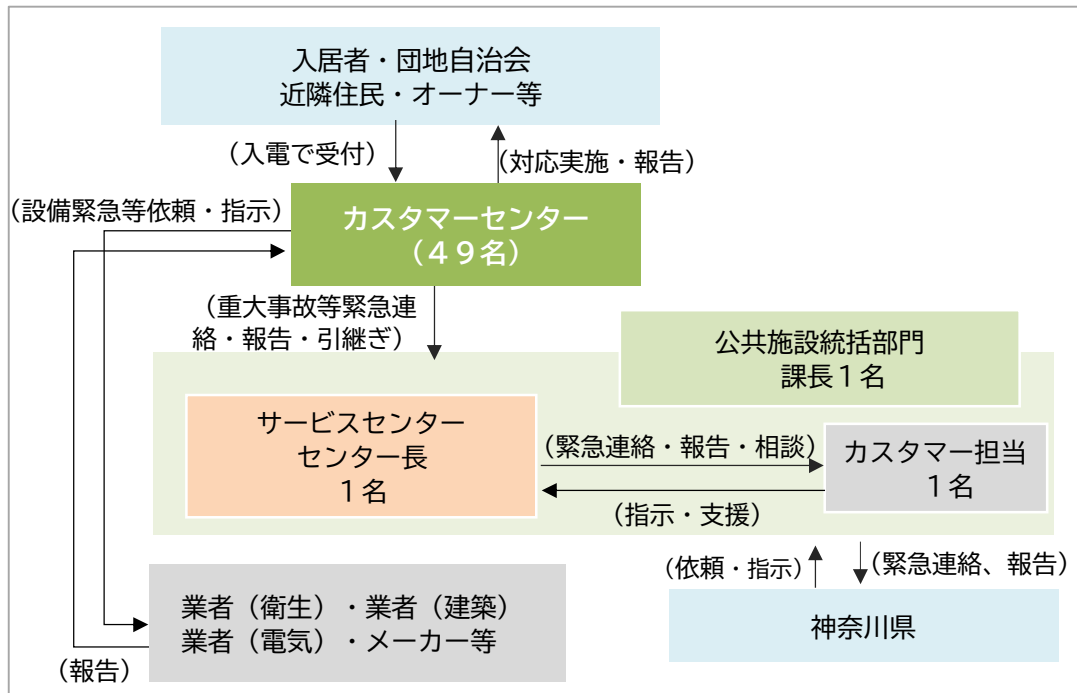 入居者・団地自治会
近隣住民・オーナー等
（入電で受付）
（対応実施・報告）
（設備緊急等依頼・指示）
カスタマーセンター
（４９名）
（重大事故等緊急連
絡・報告・引継ぎ）
公共施設統括部門
課長１名
サービスセンター
センター長
１名
（緊急連絡・報告・相談）
カスタマー担当
１名
（指示・支援）
（依頼・指示）
（緊急連絡、報告）
業者（衛生）・業者（建築）
業者（電気）・メーカー等
神奈川県
（報告）